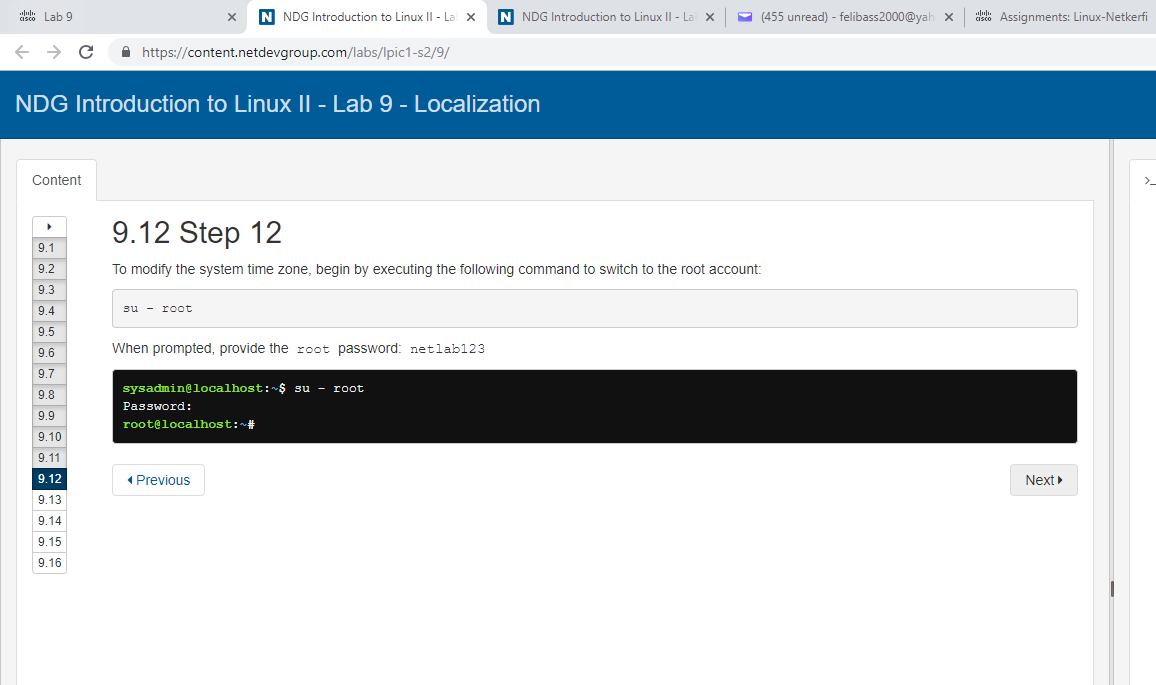 Lab 9
NDG Introduction to Linux II - La
NDG Introduction to Linux II - La
(455 unread) - felibass2000@yah
Assignments: Linux-Netkerfi
https://content.netdevgroup.com/labs/lpic1-s2/9/
NDG Introduction to Linux II - Lab 9 - Localization
Content
>_
9.1
9.2
9.3
9.4
9.5
9.6
9.7
9.8
9.9
9.10
9.11
9.12
9.13
9.14
9.15
9.16
9.12 Step 12
To modify the system time zone, begin by executing the following command to switch to the root account:
su - root
When prompted, provide the root password: netlab123
sysadmin@localhost:~$ su - root
Password:
root@localhost:~#
Previous
Next